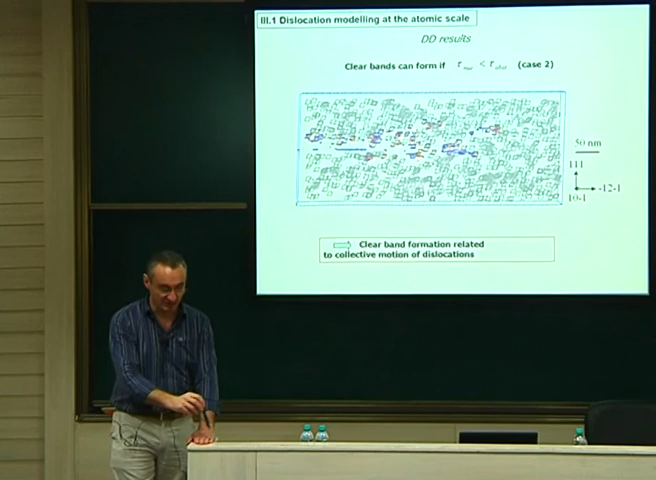 III.1 Dislocation modelling at the atomic scale
DD results
Clear bands can form if τ < τ (case 2)
50 nm
111
-12-1
10-1
Clear band formation related
to collective motion of dislocations